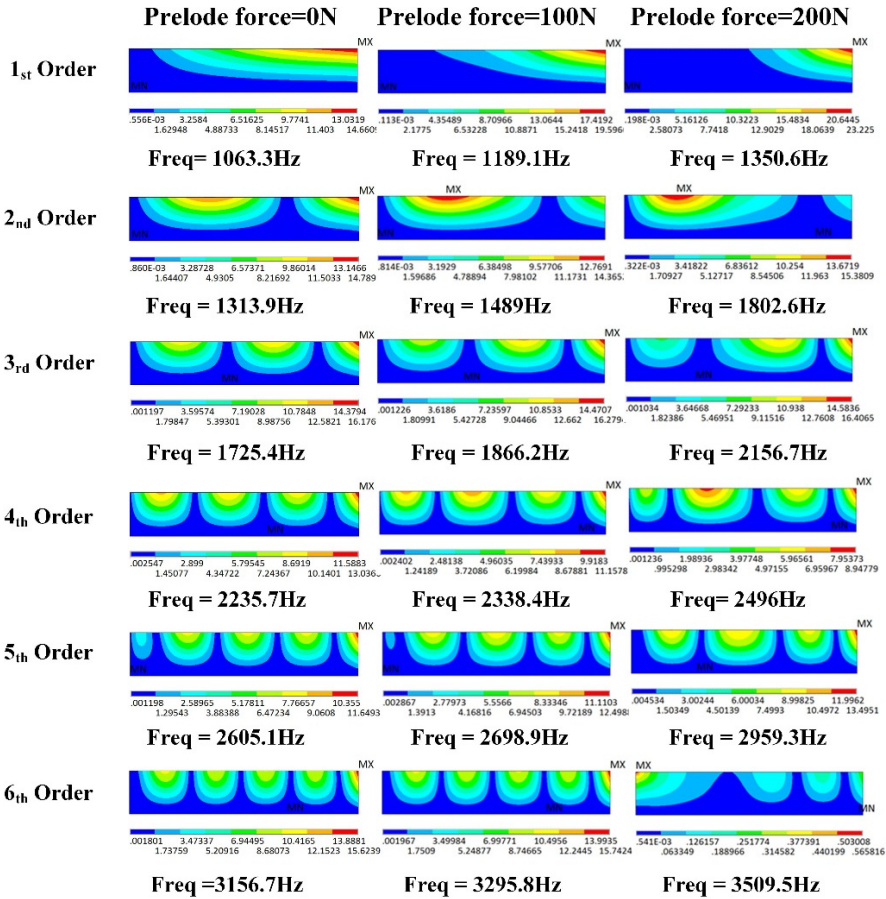 Prelode force=0N Prelode force=100N Prelode force=200N
MX MX MX
1st Order
MN MN MN
.556E-03 3.2584 6.51625 9.7741 13.0319 .113E-03 4.35489 8.70966 13.0644 17.4192 .198E-03 5.16126 10.3223 15.4834 20.6445
1.62948 4.88733 8.14517 11.403 14.6609 2.1775 6.53228 10.8871 15.2418 19.596 2.58073 7.7418 12.9029 18.0639 23.225
Freq= 1063.3Hz Freq= 1189.1Hz Freq= 1350.6Hz
MX MX MX
2nd Order
MN MN MN
.860E-03 3.28728 6.57371 9.86014 13.1466 .814E-03 3.1929 6.38498 9.57706 12.7691 .322E-03 3.41822 6.83612 10.254 13.6719
1.64407 4.9305 8.21692 11.5033 14.789 1.59686 4.78894 7.98102 11.1731 14.365 1.70927 5.12717 8.54506 11.963 15.3809
Freq = 1313.9Hz Freq = 1489Hz Freq = 1802.6Hz
MX MX MX
3rd Order
MN MN MN
.001197 3.59574 7.19028 10.7848 14.3794 .001226 3.6186 7.23597 10.8533 14.4707 .001034 3.64668 7.29233 10.938 14.5836
1.79847 5.39301 8.98756 12.5821 16.176 1.80991 5.42728 9.04466 12.662 16.279 1.82386 5.46951 9.11516 12.7608 16.4065
Freq = 1725.4Hz Freq = 1866.2Hz Freq = 2156.7Hz
MX MX MX
4th Order
MN MN MN
.002547 2.899 5.79545 8.6919 11.5883 .002402 2.48138 4.96035 7.43933 9.9183 .001236 1.98936 3.97748 5.96561 7.95373
1.45077 4.34722 7.24367 10.1401 13.036 1.24189 3.72086 6.19984 8.67881 11.1578 .995298 2.98342 4.97155 6.95967 8.94779
Freq = 2235.7Hz Freq = 2338.4Hz Freq= 2496Hz
MX MX MX
5th Order
MN MN MN
.001198 2.58965 5.17811 7.76657 10.355 .002867 2.77973 5.5566 8.33346 11.1103 .004534 3.00244 6.00034 8.99825 11.9962
1.29543 3.88388 6.47234 9.0608 11.6493 1.3913 4.16816 6.94503 9.72189 12.4988 1.50349 4.50139 7.4993 10.4972 13.4951
Freq = 2605.1Hz Freq = 2698.9Hz Freq = 2959.3Hz
MX MX MX
6th Order
MN MN MN
.001801 3.47337 6.94495 10.4165 13.8881 .001967 3.49984 6.99771 10.4956 13.9935 .541E-03 .126157 .251774 .377391 .503008
1.73759 5.20916 8.68073 12.1523 15.6239 1.7509 5.24877 8.74665 12.2445 15.7424 .063349 .188966 .314582 .440199 .565816
Freq =3156.7Hz Freq = 3295.8Hz Freq = 3509.5Hz